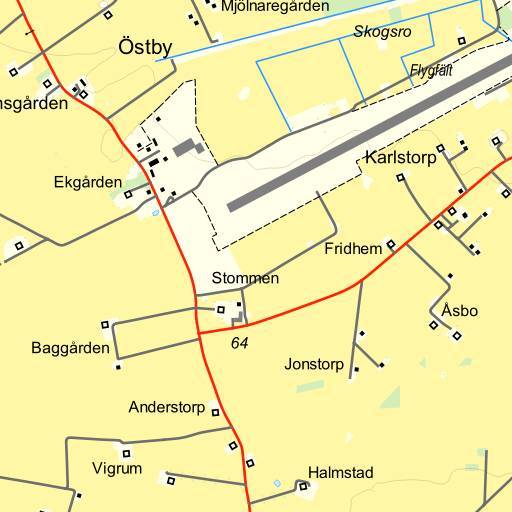 Mjölnaregården
Skogsro
Östby
Flygfält
nsgården
Karlstorp
Ekgården
Fridhem
Stommen
Åsbo
Baggården
64
Jonstorp
Anderstorp
Vigrum
Halmstad